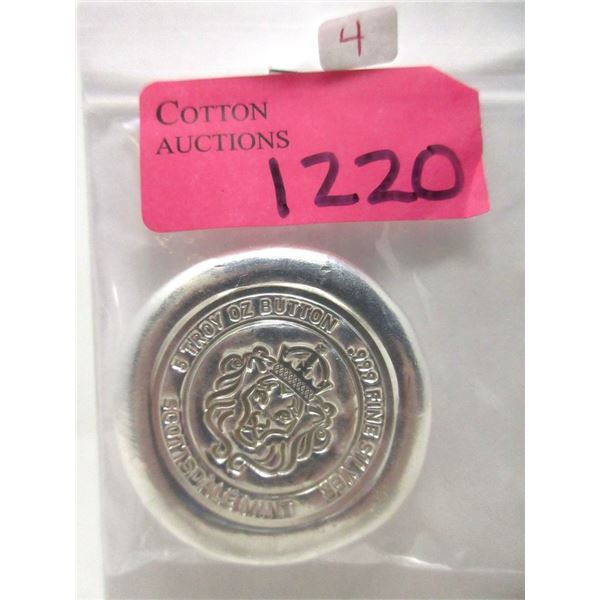 4
COTTON
AUCTIONS
1220
5 TROY OZ BUTTON
.999 FINE SILVER
SCOTTSDALE MINT